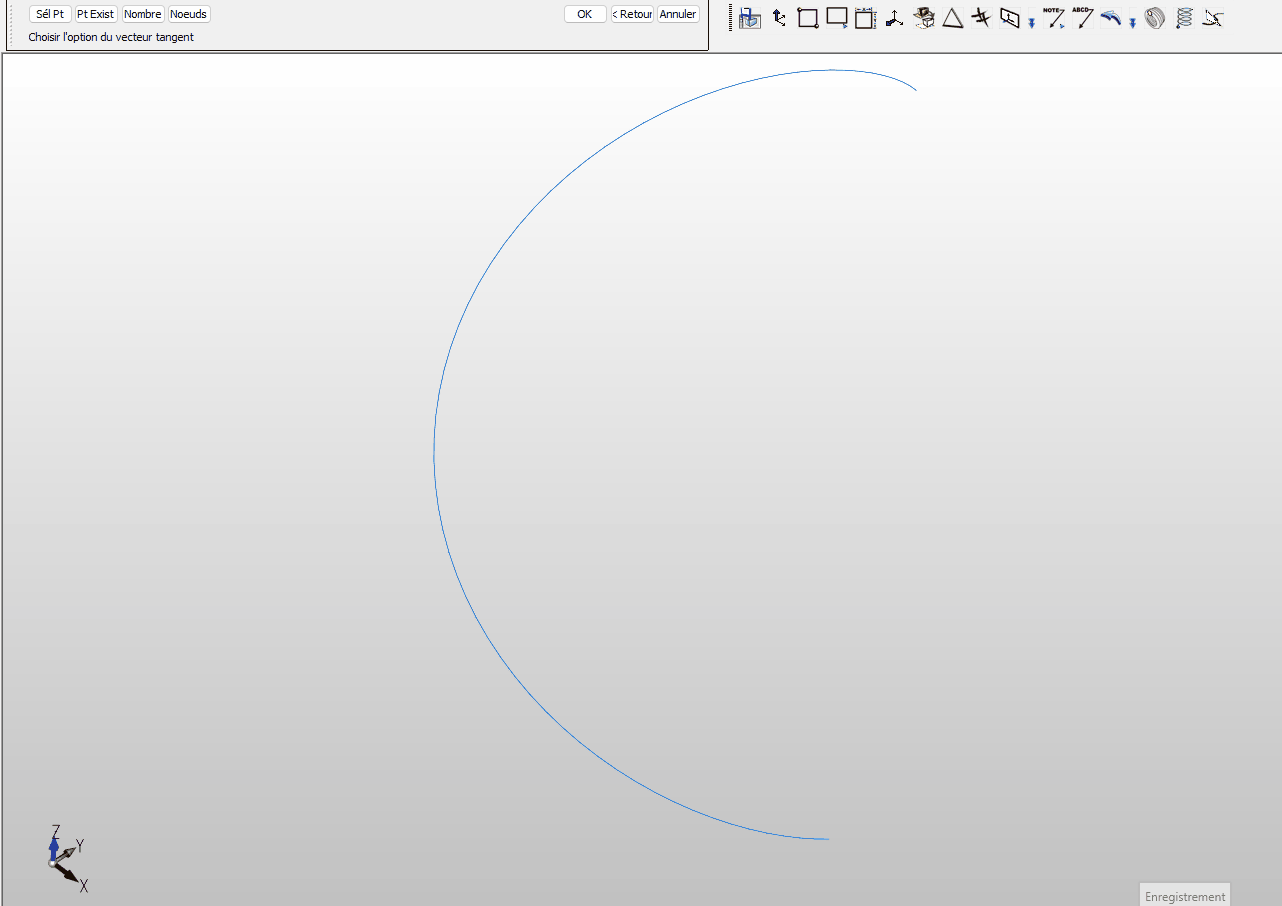 Sél Pt Pt Exist Nombre Noeuds OK < Retour Annuler
Choisir l'option du vecteur tangent
NOTE ABCD
Z
Y
X
Enregistrement